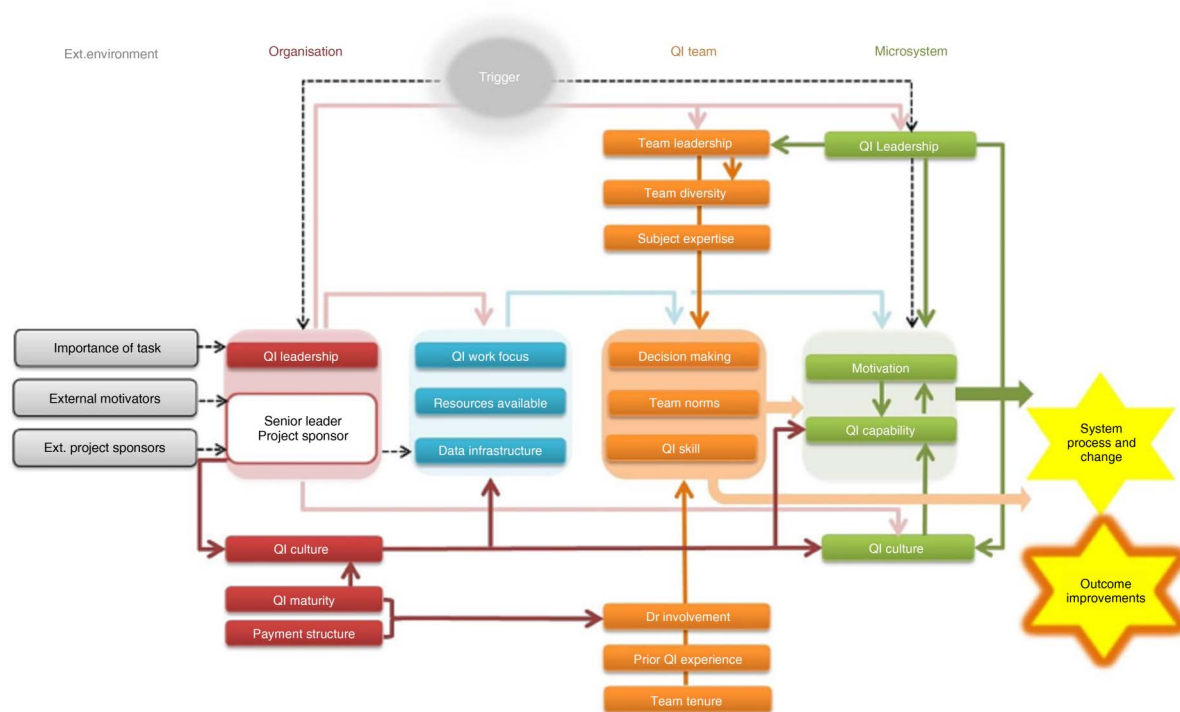 Ext.environment
Organisation
Trigger
QI team
Microsystem
Team leadership
QI Leadership
Team diversity
Subject expertise
Importance of task
QI leadership
QI work focus
Decision making
Motivation
External motivators
Senior leader
Project sponsor
Resources available
Team norms
QI capability
Ext. project sponsors
Data infrastructure
QI skill
System
process and
change
QI culture
QI culture
QI maturity
Payment structure
Dr involvement
Prior QI experience
Team tenure
Outcome
improvements